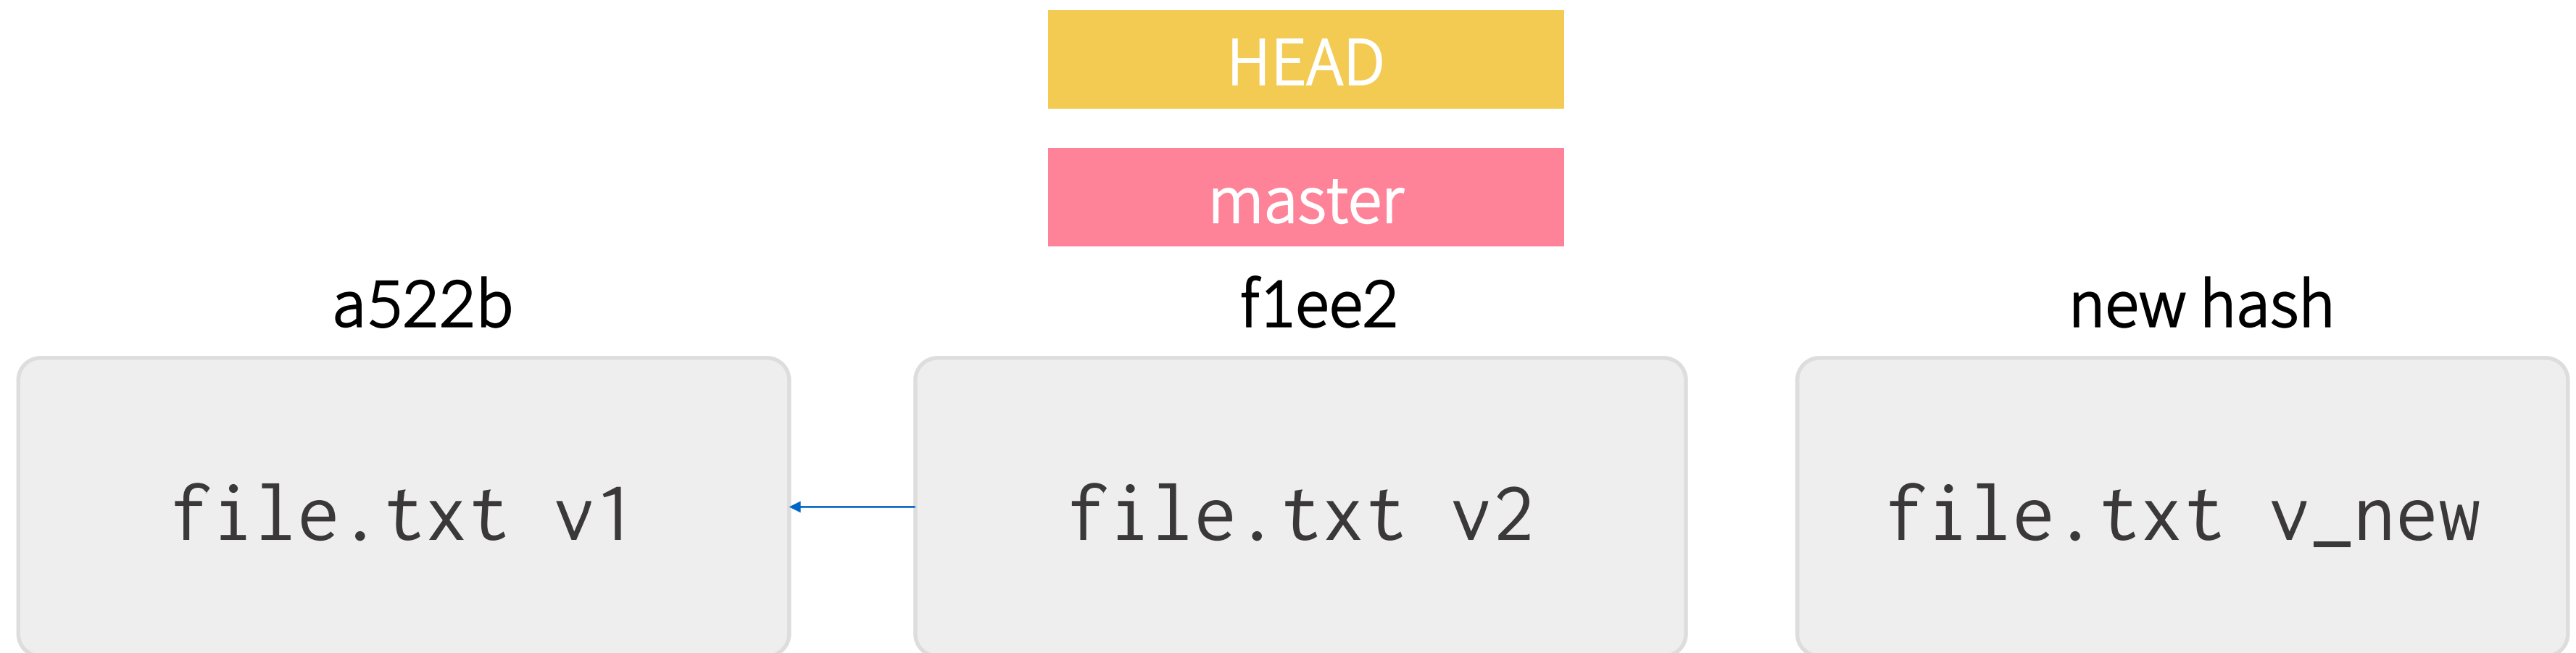 HEAD
master
a522b
f1ee2
new hash
file.txt v1
file.txt v2
file.txt v_new